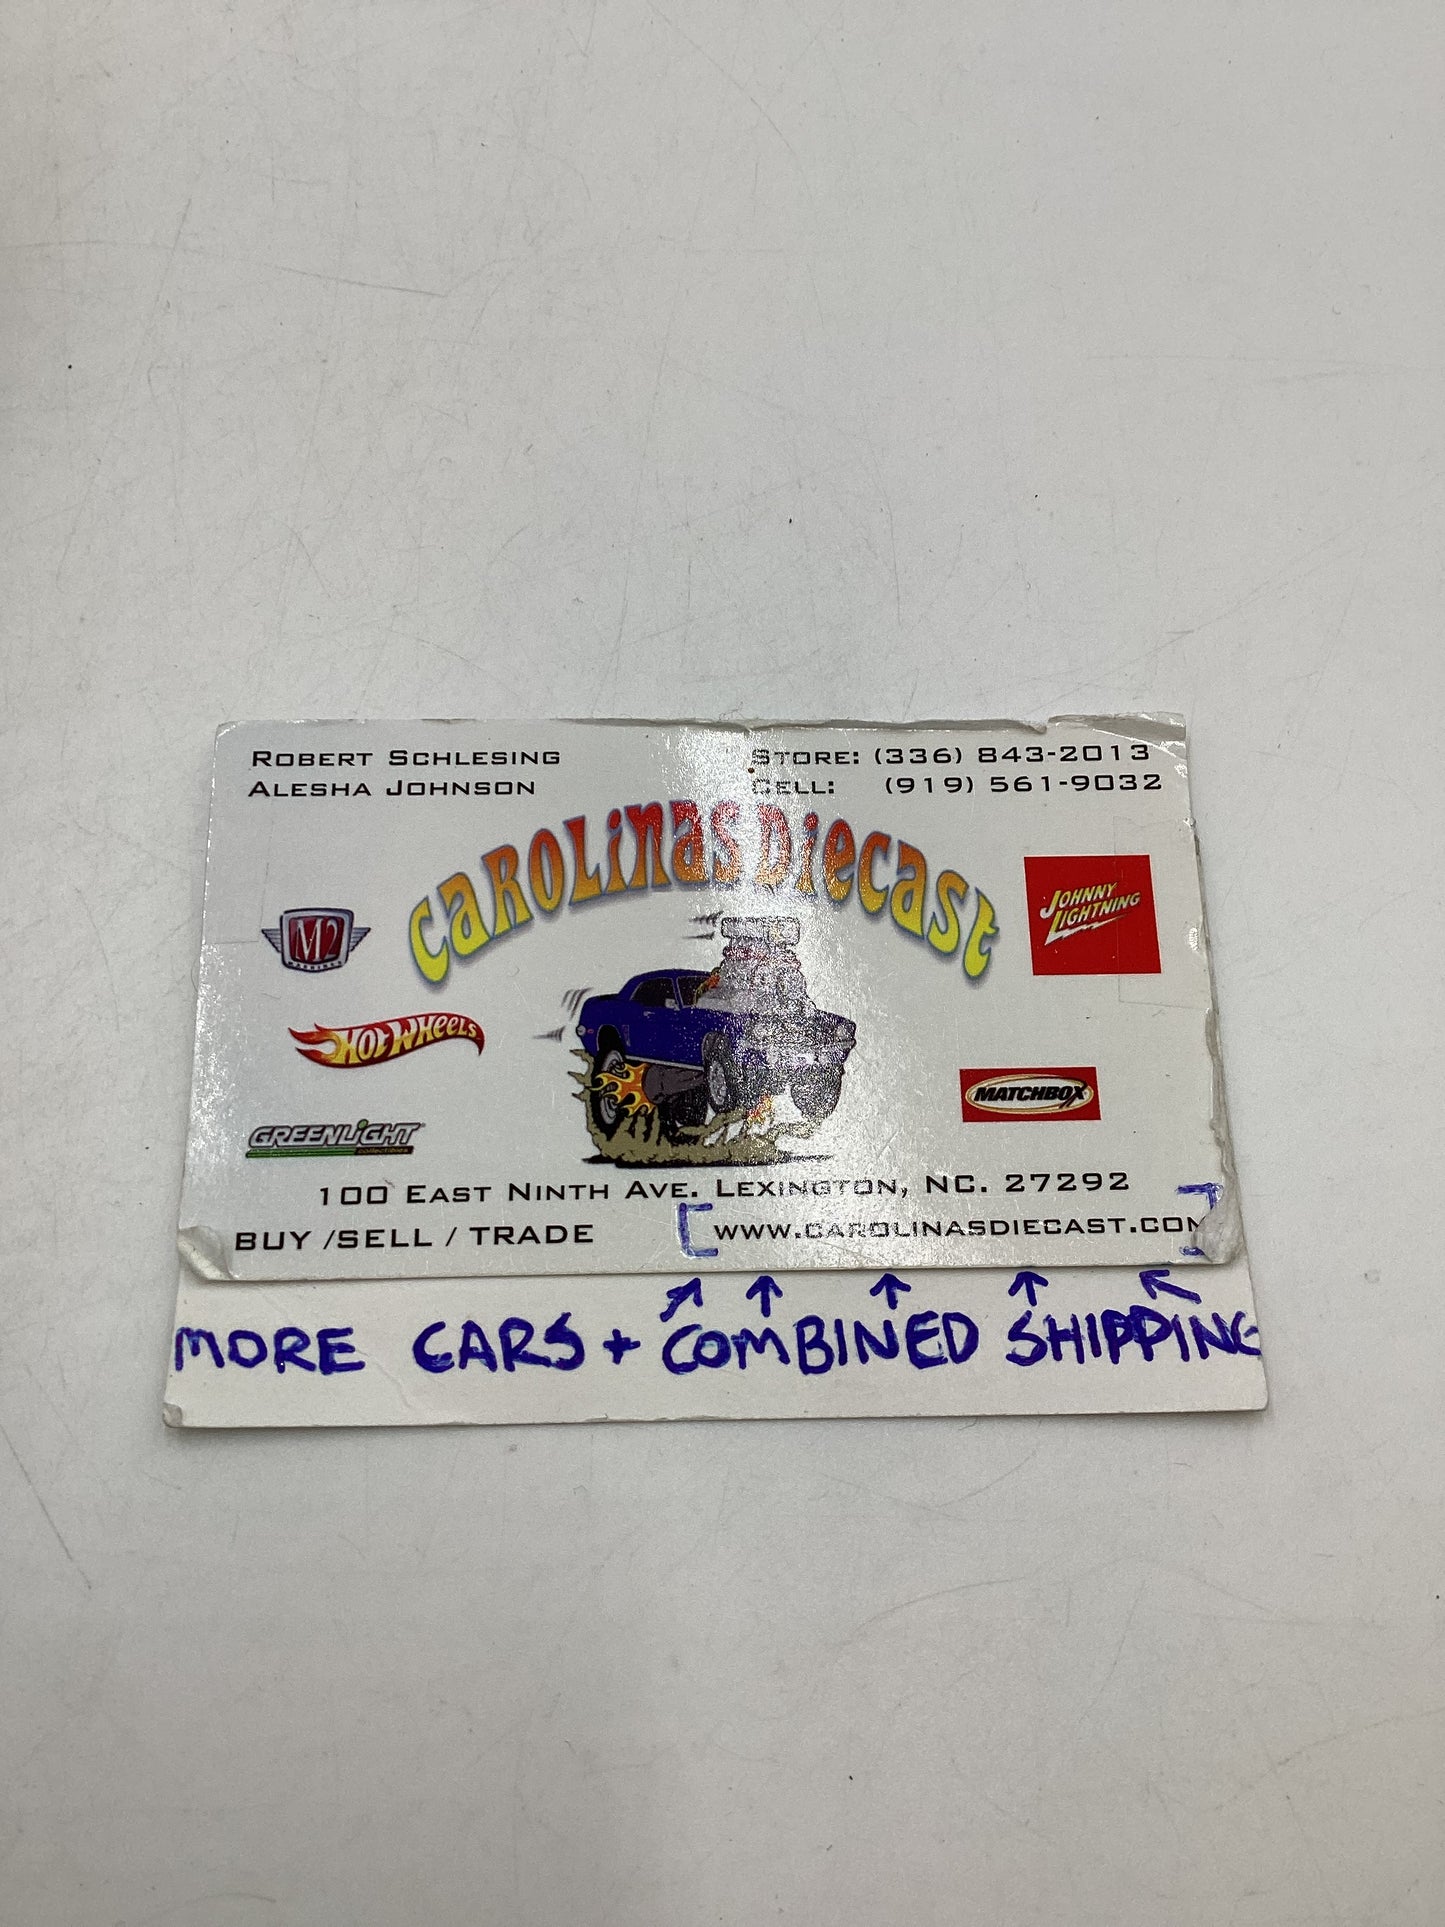 ROBERT SCHLESING
ALESHA JOHNSON
STORE: (336) 843-2013
CELL: (919) 561-9032
CAROLINAS DIECAST
M2
MACHINES
JOHNNY
LIGHTNING
HOT WHEELS
MATCHBOX
GREENLIGHT
collectibles
100 EAST NINTH AVE. LEXINGTON, NC. 27292
BUY /SELL / TRADE
WWW.CAROLINASDIECAST.COM
MORE CARS + COMBINED SHIPPING